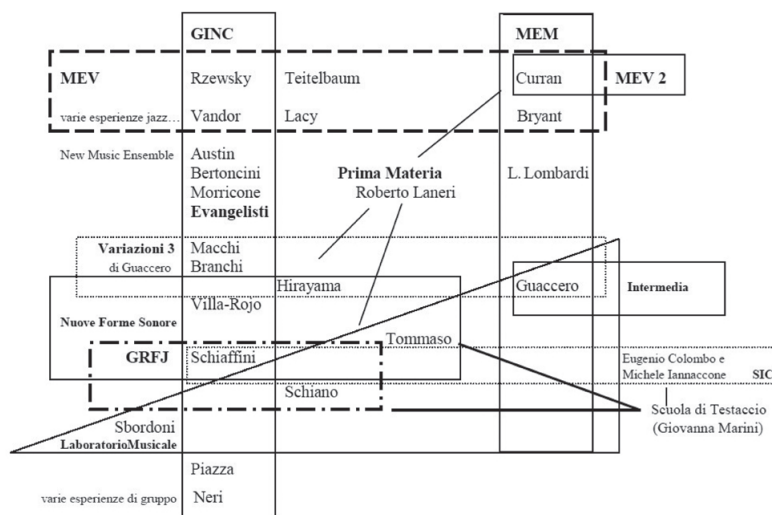 GINC
MEM
MEV
Rzewsky
Teitelbaum
Curran
MEV 2
varie esperienze jazz...
Vandor
Lacy
Bryant
New Music Ensemble
Austin
Bertoncini
Prima Materia
L. Lombardi
Morricone
Roberto Laneri
Evangelisti
Variazioni 3
Macchi
di Guaccero
Branchi
Hirayama
Guaccero
Intermedia
Villa-Rojo
Nuove Forme Sonore
Tommaso
GRFJ
Schiaffini
Eugenio Colombo e
Michele Iannaccone
SIC
Schiano
Scuola di Testaccio
(Giovanna Marini)
Sbordoni
LaboratorioMusicale
Piazza
varie esperienze di gruppo
Neri